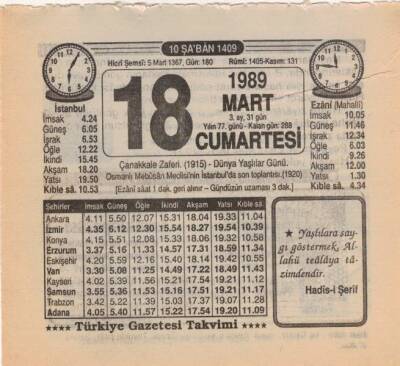 10 ŞA'BÂN 1409
Hicrî Şemsî: 5 Mart 1367, Gün: 180 Rûmî: 1405-Kasım: 131
18
1989
MART
3. ay, 31 gün
Yılın 77. günü - Kalan gün: 288
CUMARTESİ
Çanakkale Zaferi. (1915) - Dünya Yaşlılar Günü.
Osmanlı Mebûsân Meclisi'nin İstanbul'da son toplantısı.(1920)
[Ezânî sâat 1 dak. geri alınır – Gündüzün uzaması 3 dak.]
İstanbul
İmsak 4.24
Güneş 6.05
İşrak 6.53
Öğle 12.22
İkindi 15.45
Akşam 18.20
Yatsı 19.50
Kıble sâ. 10.53
Ezânî (Mahallî)
İmsak 10.05
Güneş 11.46
İşrak 12.34
Öğle 6.03
İkindi 9.26
Akşam 12.00
Yatsı 1.30
Kıble sâ. 4.34
Şehirler İmsak Güneş Öğle İkindi Akşam Yatsı Kıble sâ.
Ankara 4.11 5.50 12.07 15.31 18.04 19.33 11.04
İzmir 4.35 6.12 12.30 15.54 18.27 19.54 10.39
Konya 4.15 5.51 12.08 15.33 18.06 19.32 10.58
Erzurum 3.37 5.16 11.33 14.57 17.31 18.59 11.34
Eskişehir 4.20 5.59 12.16 15.40 18.14 19.42 10.55
Van 3.30 5.08 11.25 14.49 17.22 18.49 11.43
Kayseri 4.02 5.39 11.56 15.21 17.54 19.21 11.12
Samsun 3.55 5.36 11.53 15.16 17.51 19.21 11.17
Trabzon 3.42 5.22 11.39 15.03 17.37 19.07 11.28
Adana 4.05 5.40 11.57 15.22 17.54 19.20 11.09
★ Yaşlılara say-
gı göstermek, Al-
lahü teâlâya tâ-
zimdendir.
Hadîs-i Şerîf
★★★★ Türkiye Gazetesi Takvimi ★★★★